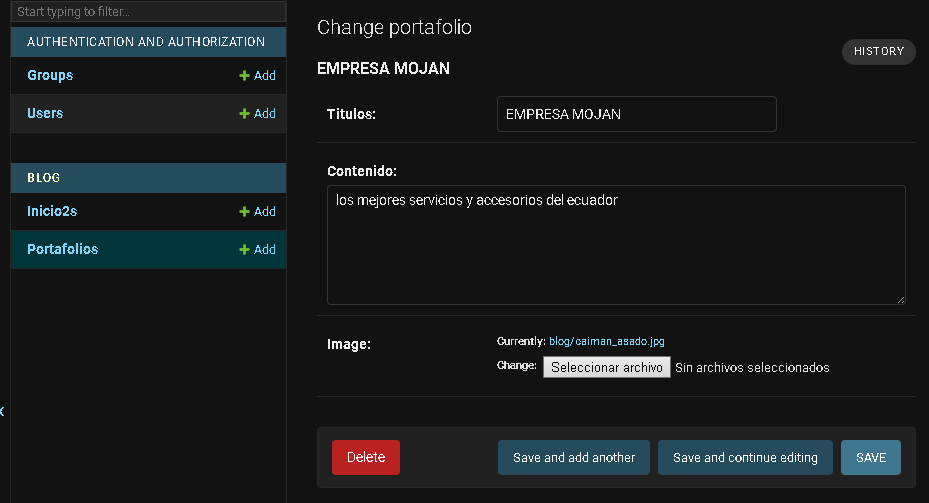 Start typing to filter...
AUTHENTICATION AND AUTHORIZATION
Groups + Add
Users + Add
BLOG
Inicio2s + Add
Portafolios + Add
Change portafolio
HISTORY
EMPRESA MOJAN
Titulos: EMPRESA MOJAN
Contenido:
los mejores servicios y accesorios del ecuador
Image: Currently: blog/caiman_asado.jpg
Change: Seleccionar archivo Sin archivos seleccionados
Delete Save and add another Save and continue editing SAVE